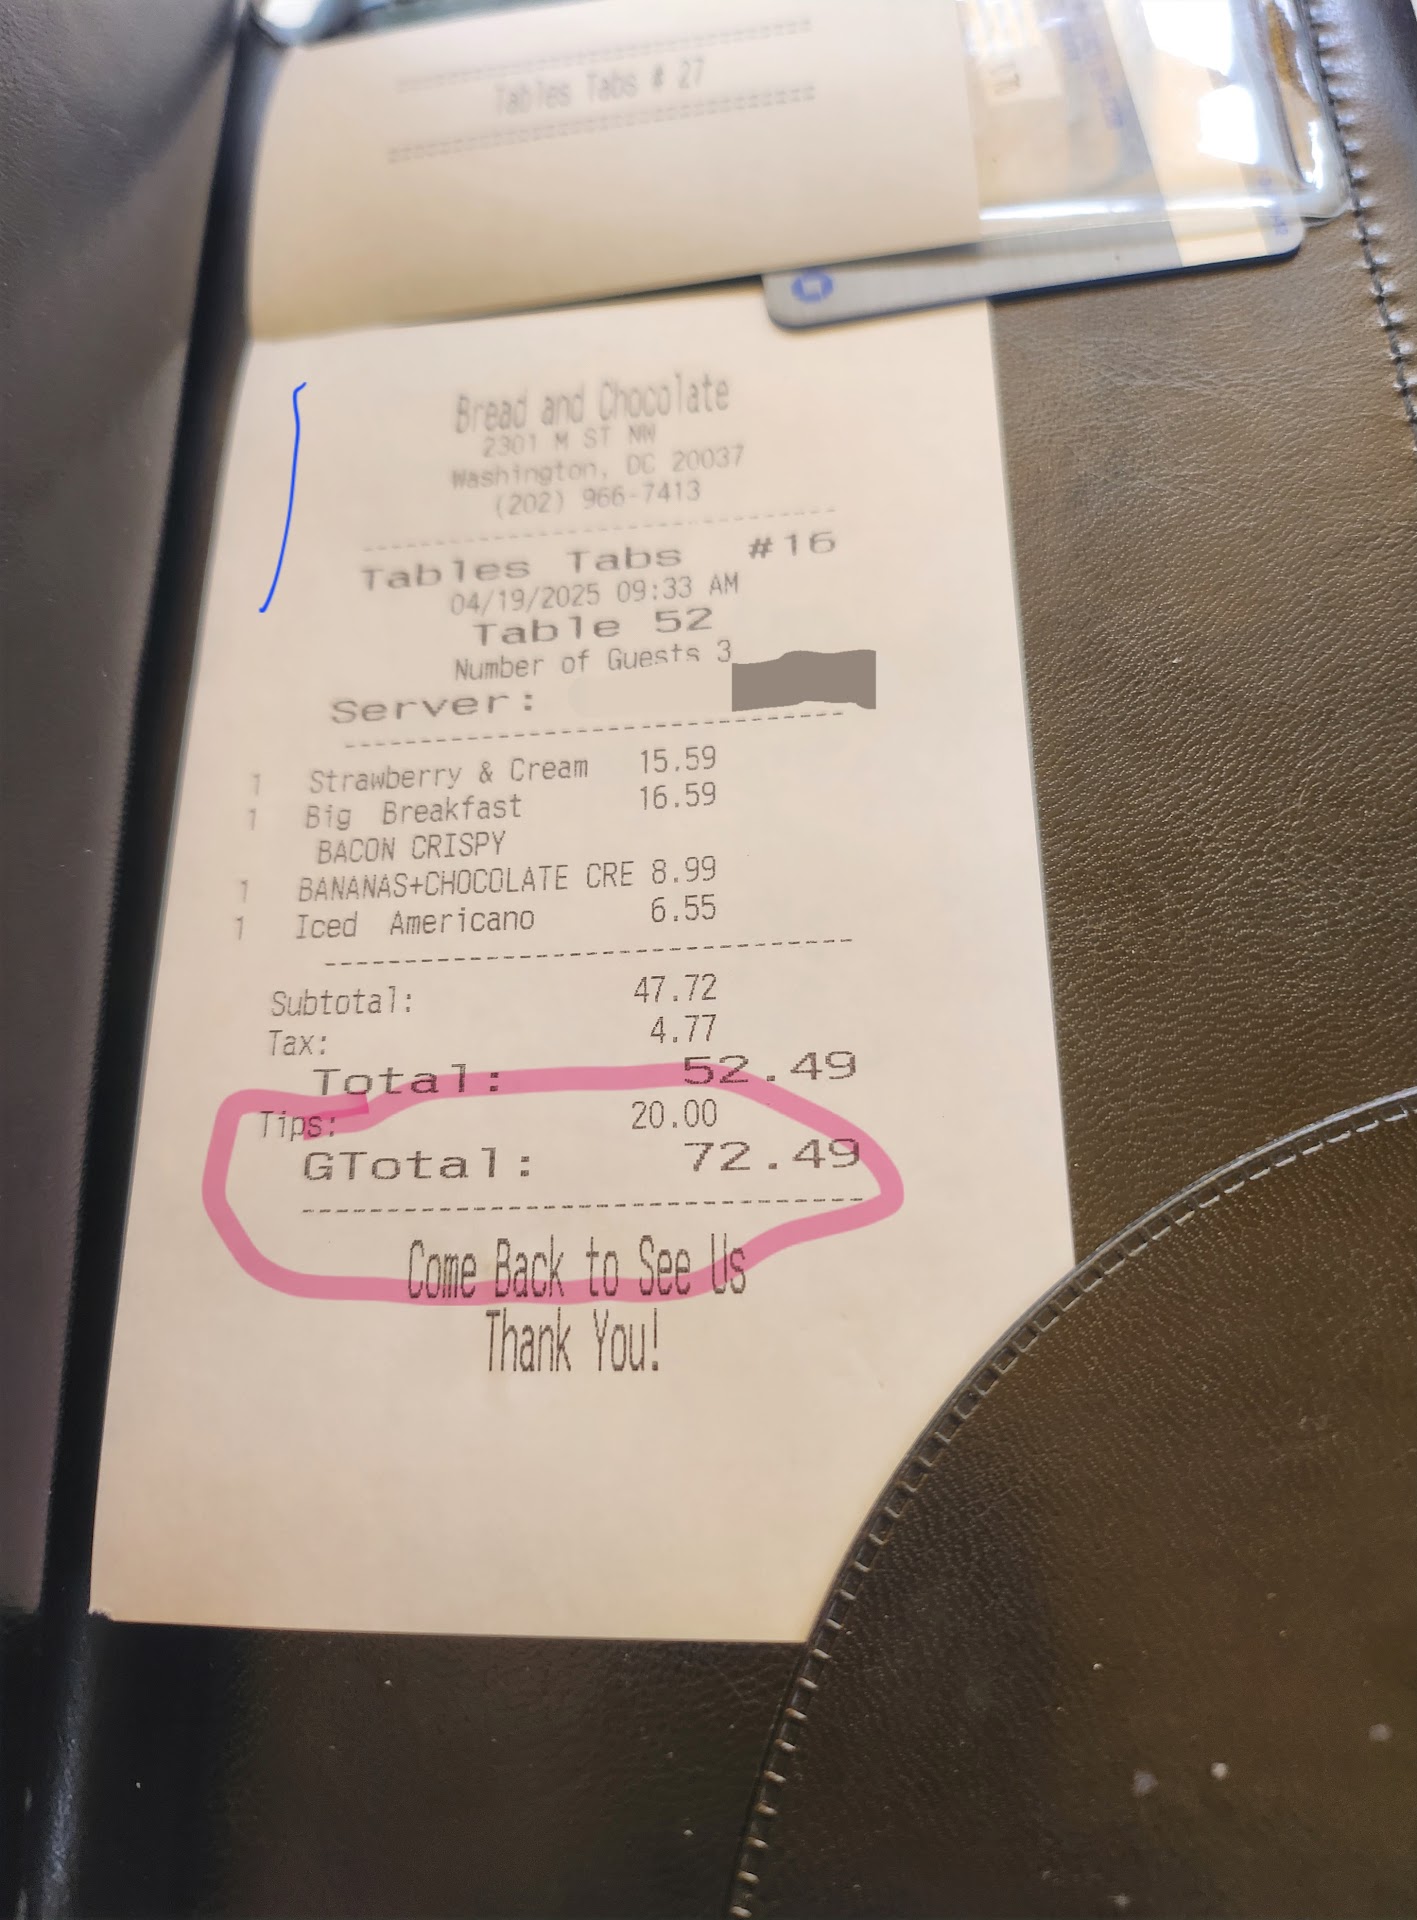 Tables Tabs # 27
Bread and Chocolate
2301 M ST NW
Washington, DC 20037
(202) 966-7413
Tables Tabs #16
04/19/2025 09:33 AM
Table 52
Number of Guests 3
Server:
1 Strawberry & Cream 15.59
1 Big Breakfast 16.59
BACON CRISPY
1 BANANAS+CHOCOLATE CRE 8.99
1 Iced Americano 6.55
Subtotal: 47.72
Tax: 4.77
Total: 52.49
Tips: 20.00
GTotal: 72.49
Come Back to See Us
Thank You!